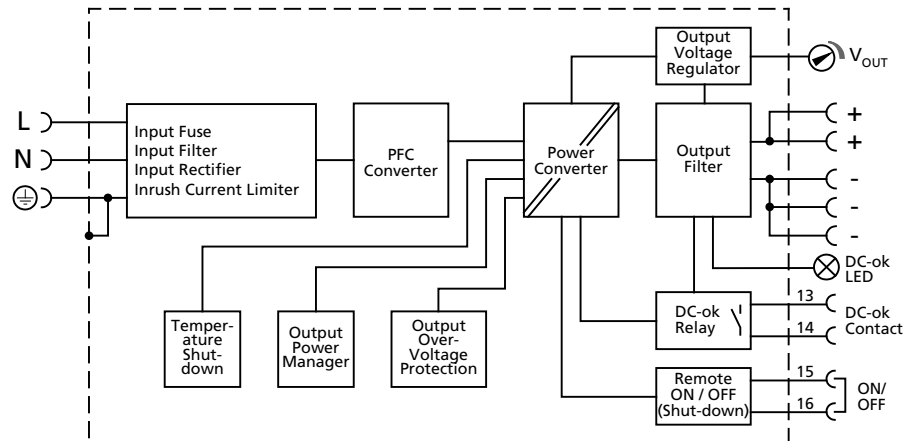 Output
Voltage
Regulator
V OUT
L
N
Input Fuse
Input Filter
Input Rectifier
Inrush Current Limiter
PFC
Converter
Power
Converter
Output
Filter
+
+
-
-
-
DC-ok
LED
Temper-
ature
Shut-
down
Output
Power
Manager
Output
Over-
Voltage
Protection
DC-ok
Relay
13
14
DC-ok
Contact
Remote
ON / OFF
(Shut-down)
15
16
ON/
OFF